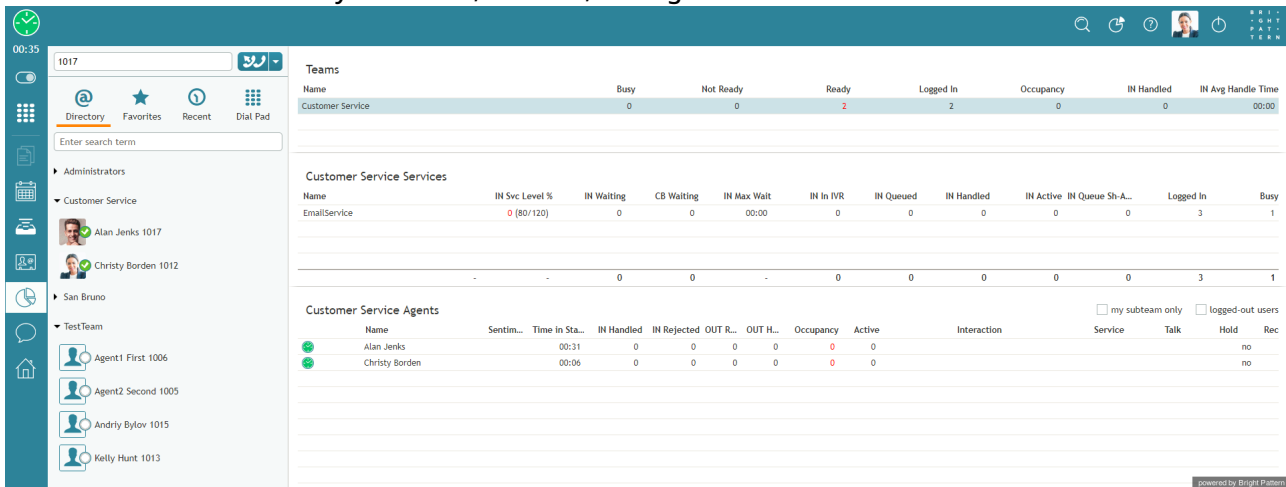 B R I •
• G H T
P A T •
T E R N
00:35
1017
Directory Favorites Recent Dial Pad
Enter search term
Administrators
Customer Service
Alan Jenks 1017
Christy Borden 1012
San Bruno
TestTeam
Agent1 First 1006
Agent2 Second 1005
Andriy Bylov 1015
Kelly Hunt 1013
Teams
Name Busy Not Ready Ready Logged In Occupancy IN Handled IN Avg Handle Time
Customer Service 0 0 2 2 0 0 00:00
Customer Service Services
Name IN Svc Level % IN Waiting CB Waiting IN Max Wait IN In IVR IN Queued IN Handled IN Active IN Queue Sh-A... Logged In Busy
EmailService 0 (80/120) 0 0 00:00 0 0 0 0 0 3 1
- - 0 0 - 0 0 0 0 0 3 1
Customer Service Agents my subteam only logged-out users
Name Sentim... Time in Sta... IN Handled IN Rejected OUT R... OUT H... Occupancy Active Interaction Service Talk Hold Rec
Alan Jenks 00:31 0 0 0 0 0 0 no
Christy Borden 00:06 0 0 0 0 0 0 no
powered by Bright Pattern